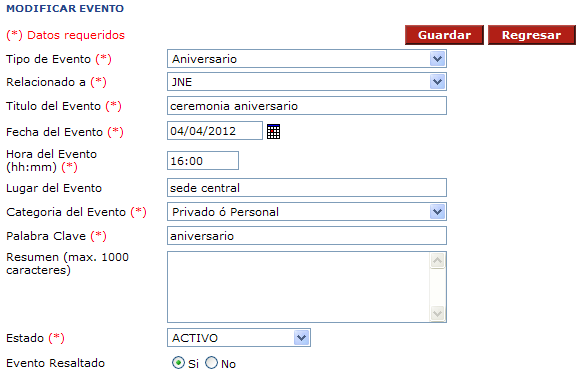 MODIFICAR EVENTO
(*) Datos requeridos
Guardar Regresar
Tipo de Evento (*) Aniversario
Relacionado a (*) JNE
Titulo del Evento (*) ceremonia aniversario
Fecha del Evento (*) 04/04/2012
Hora del Evento
(hh:mm) (*) 16:00
Lugar del Evento sede central
Categoria del Evento (*) Privado ó Personal
Palabra Clave (*) aniversario
Resumen (max. 1000
caracteres)
Estado (*) ACTIVO
Evento Resaltado Si No